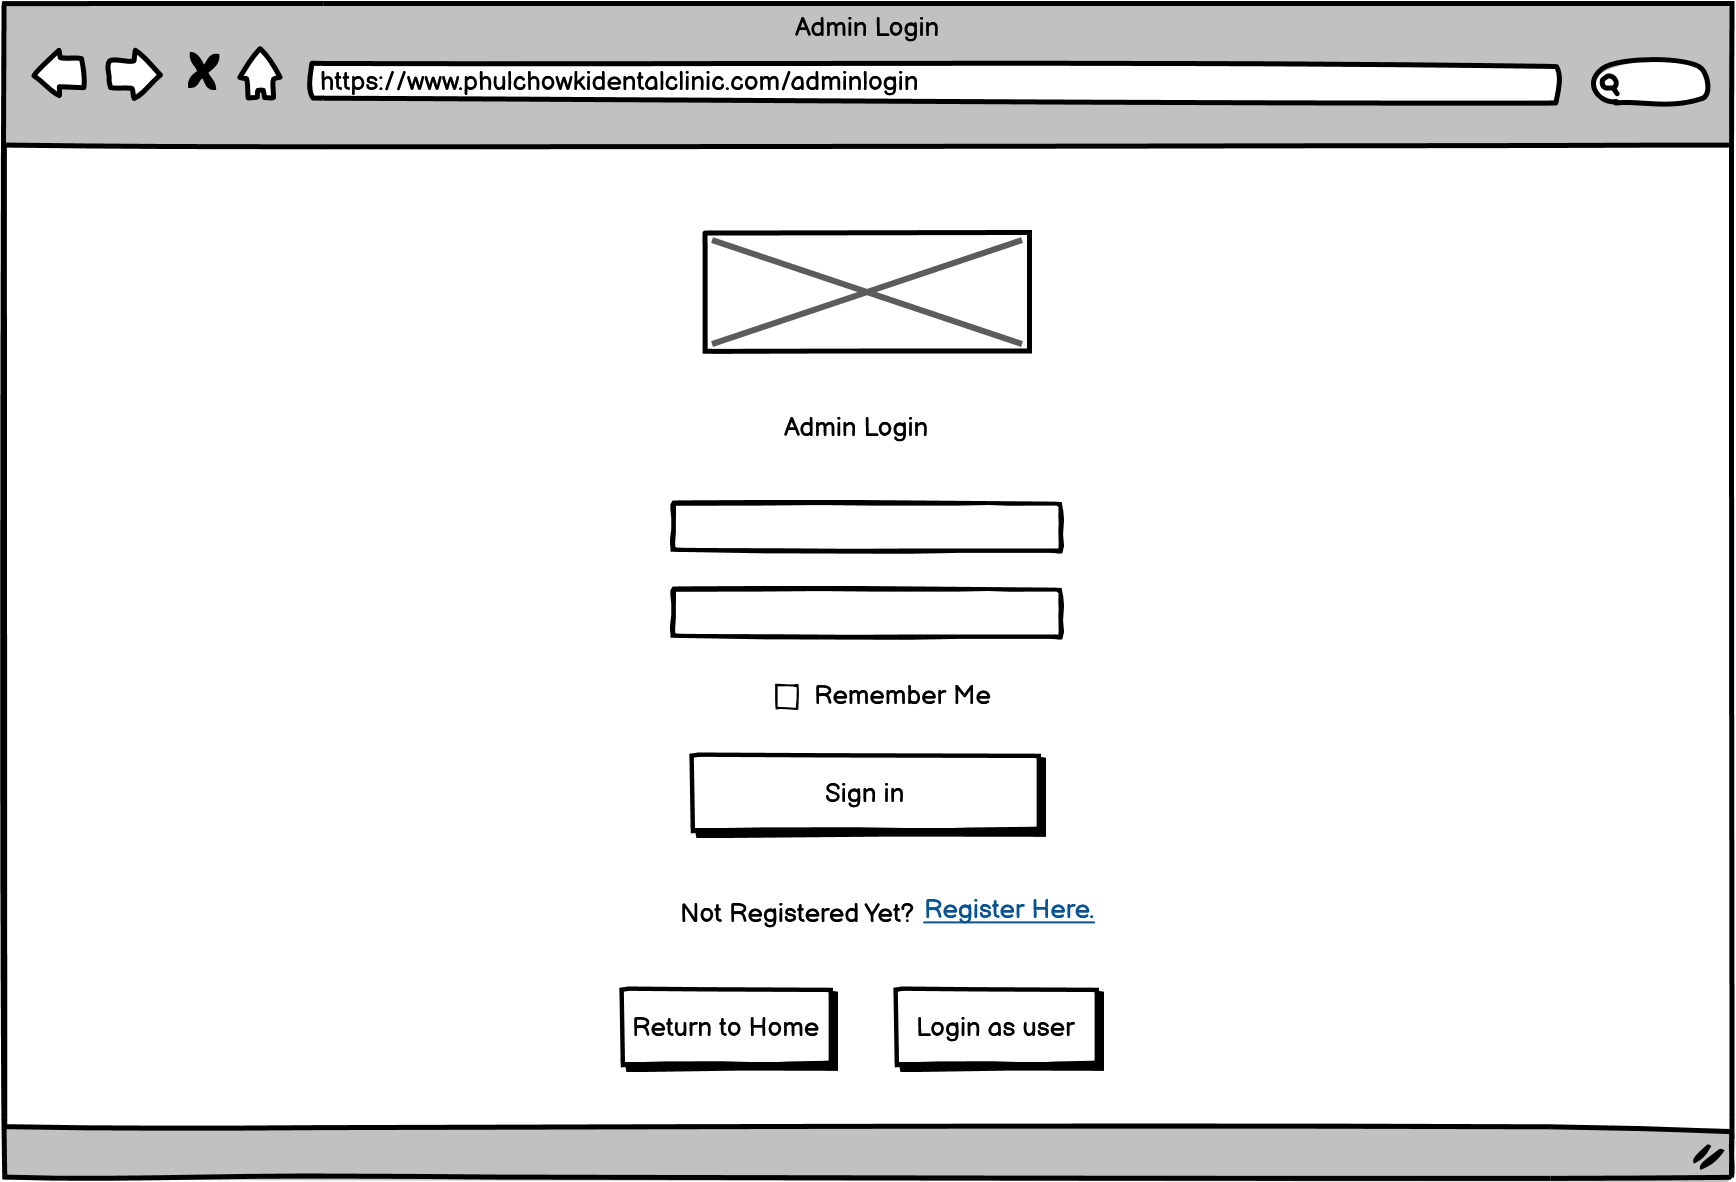 Admin Login
https://www.phulchowkidentalclinic.com/adminlogin
Admin Login
Remember Me
Sign in
Not Registered Yet? Register Here.
Return to Home
Login as user